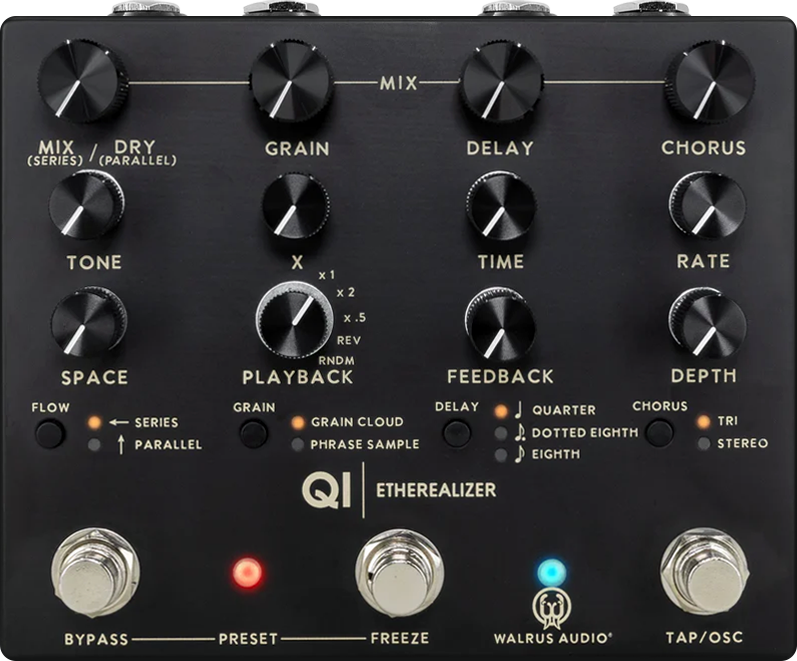 MIX
MIX / DRY
(SERIES) (PARALLEL)
GRAIN
DELAY
CHORUS
TONE
X
TIME
RATE
x 1
x 2
x .5
REV
RNDM
SPACE
PLAYBACK
FEEDBACK
DEPTH
FLOW
SERIES
PARALLEL
GRAIN
GRAIN CLOUD
PHRASE SAMPLE
DELAY
QUARTER
DOTTED EIGHTH
EIGHTH
CHORUS
TRI
STEREO
QI | ETHEREALIZER
BYPASS
PRESET
FREEZE
WALRUS AUDIO®
TAP/OSC